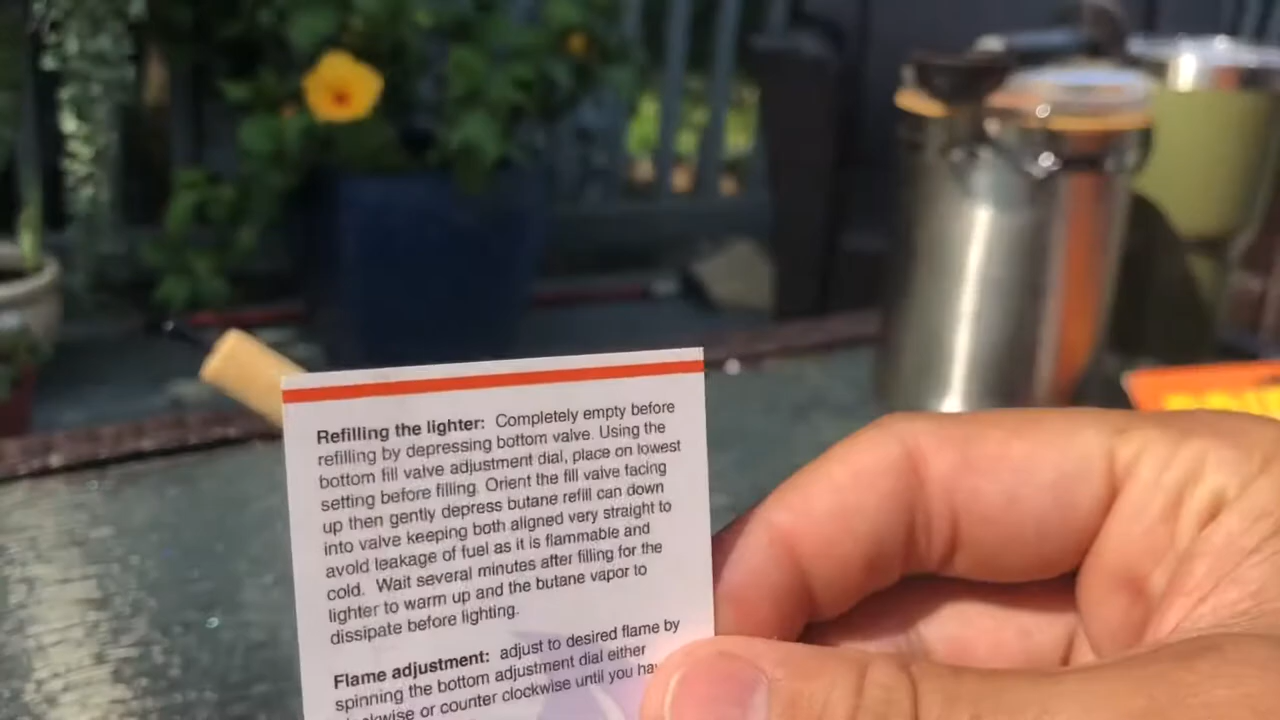 Refilling the lighter: Completely empty before
refilling by depressing bottom valve. Using the
bottom fill valve adjustment dial, place on lowest
setting before filling. Orient the fill valve facing
up then gently depress butane refill can down
into valve keeping both aligned very straight to
avoid leakage of fuel as it is flammable and
cold. Wait several minutes after filling for the
lighter to warm up and the butane vapor to
dissipate before lighting.
Flame adjustment: adjust to desired flame by
spinning the bottom adjustment dial either
or counter clockwise until you